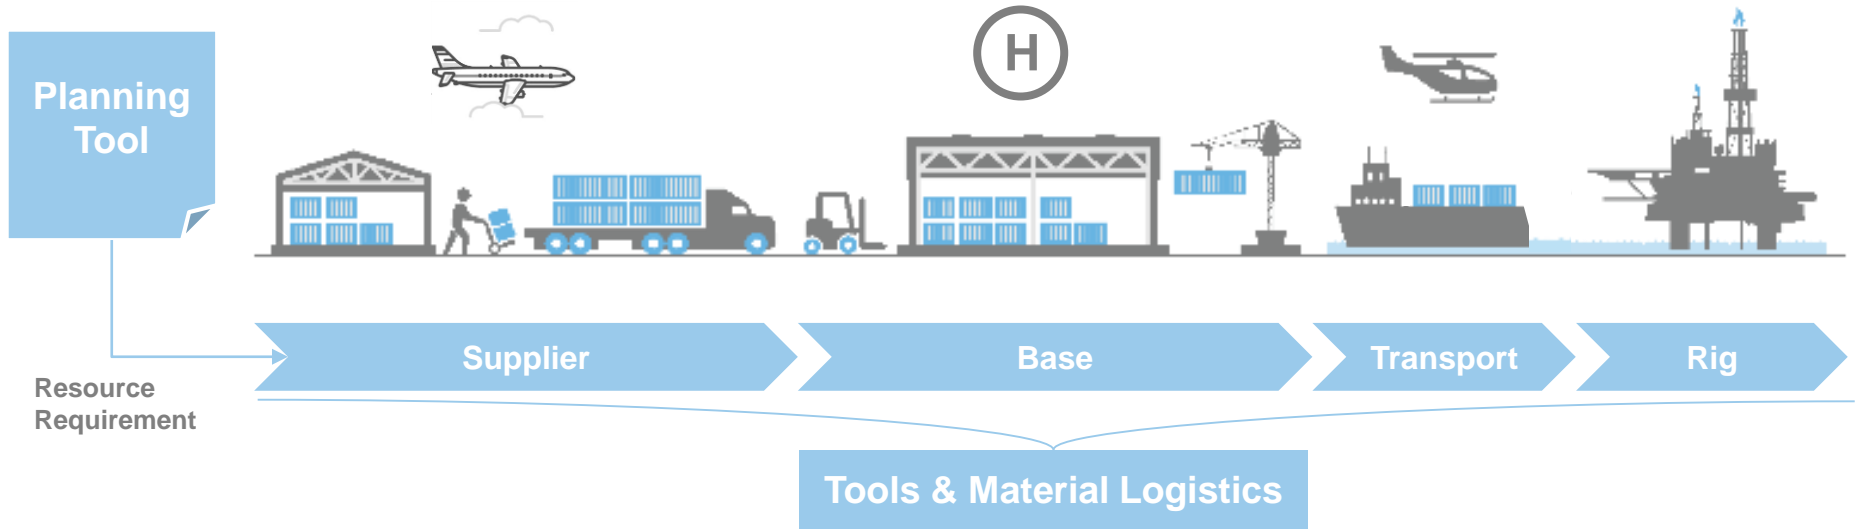 Planning
Tool
H
Supplier
Base
Transport
Rig
Resource
Requirement
Tools & Material Logistics